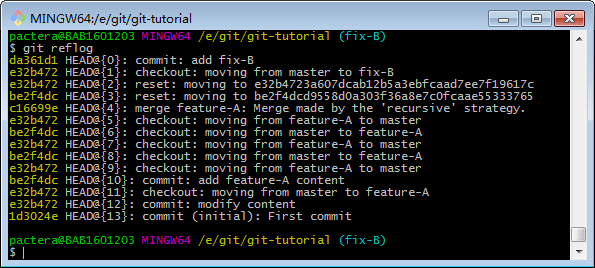 MINGW64:/e/git/git-tutorial
pactera@BAB1601203 MINGW64 /e/git/git-tutorial (fix-B)
$ git reflog
da361d1 HEAD@{0}: commit: add fix-B
e32b472 HEAD@{1}: checkout: moving from master to fix-B
e32b472 HEAD@{2}: reset: moving to e32b4723a607dcab12b5a3ebfcaad7ee7f19617c
be2f4dc HEAD@{3}: reset: moving to be2f4dcd9558d0a303f36a8e7c0fcaae55333765
c16699e HEAD@{4}: merge feature-A: Merge made by the 'recursive' strategy.
e32b472 HEAD@{5}: checkout: moving from feature-A to master
be2f4dc HEAD@{6}: checkout: moving from master to feature-A
e32b472 HEAD@{7}: checkout: moving from feature-A to master
be2f4dc HEAD@{8}: checkout: moving from master to feature-A
e32b472 HEAD@{9}: checkout: moving from feature-A to master
be2f4dc HEAD@{10}: commit: add feature-A content
e32b472 HEAD@{11}: checkout: moving from master to feature-A
e32b472 HEAD@{12}: commit: modify content
1d3024e HEAD@{13}: commit (initial): First commit
pactera@BAB1601203 MINGW64 /e/git/git-tutorial (fix-B)
$